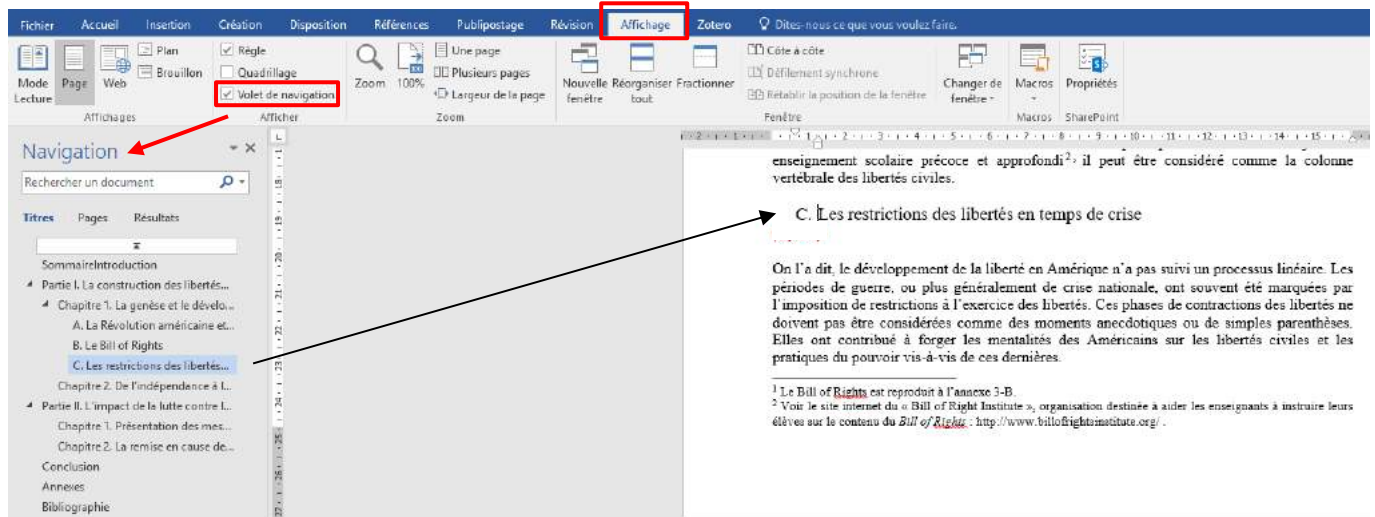 Fichier Accueil Insertion Création Disposition Références Publipostage Révision Affichage Zotero Dites-nous ce que vous voulez faire.
Mode Lecture
Page
Web
Plan
Brouillon
Affichages
Règle
Quadrillage
Volet de navigation
Afficher
Zoom
100%
Une page
Plusieurs pages
Largeur de la page
Zoom
Nouvelle fenêtre
Réorganiser tout
Fractionner
Côte à côte
Défilement synchrone
Rétablir la position de la fenêtre
Changer de fenêtre
Fenêtre
Macros
Macros
Propriétés
SharePoint
Navigation
Rechercher un document
Titres Pages Résultats
SommaireIntroduction
Partie I. La construction des libertés...
Chapitre 1. La genèse et le dévelo...
A. La Révolution américaine et...
B. Le Bill of Rights
C. Les restrictions des libertés...
Chapitre 2. De l'indépendance à l...
Partie II. L'impact de la lutte contre l...
Chapitre 1. Présentation des mes...
Chapitre 2. La remise en cause de...
Conclusion
Annexes
Bibliographie
enseignement scolaire précoce et approfondi2, il peut être considéré comme la colonne
vertébrale des libertés civiles.
C. Les restrictions des libertés en temps de crise
On l'a dit, le développement de la liberté en Amérique n'a pas suivi un processus linéaire. Les
périodes de guerre, ou plus généralement de crise nationale, ont souvent été marquées par
l'imposition de restrictions à l'exercice des libertés. Ces phases de contractions des libertés ne
doivent pas être considérées comme des moments anecdotiques ou de simples parenthèses.
Elles ont contribué à forger les mentalités des Américains sur les libertés civiles et les
pratiques du pouvoir vis-à-vis de ces dernières.
1 Le Bill of Rights est reproduit à l'annexe 3-B.
2 Voir le site internet du « Bill of Right Institute », organisation destinée à aider les enseignants à instruire leurs
élèves sur le contenu du Bill of Rights : http://www.billofrightsinstitute.org/ .